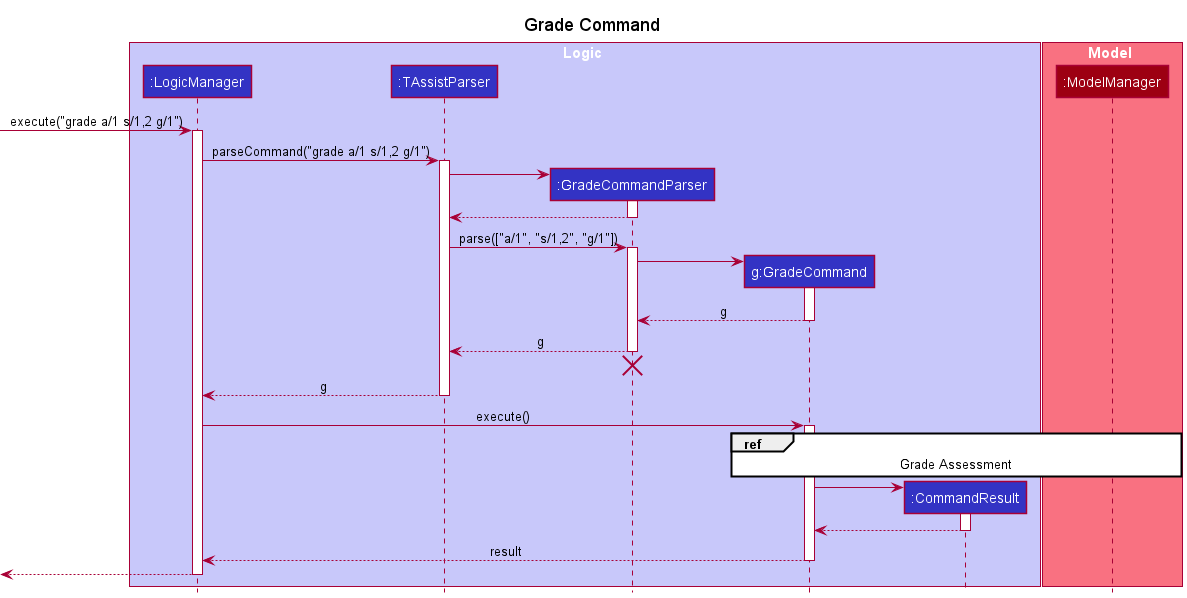 Grade Command
Logic
Model
:LogicManager
:TAssistParser
:ModelManager
execute("grade a/1 s/1,2 g/1")
parseCommand("grade a/1 s/1,2 g/1")
:GradeCommandParser
parse(["a/1", "s/1,2", "g/1"])
g:GradeCommand
g
g
g
execute()
ref
Grade Assessment
:CommandResult
result